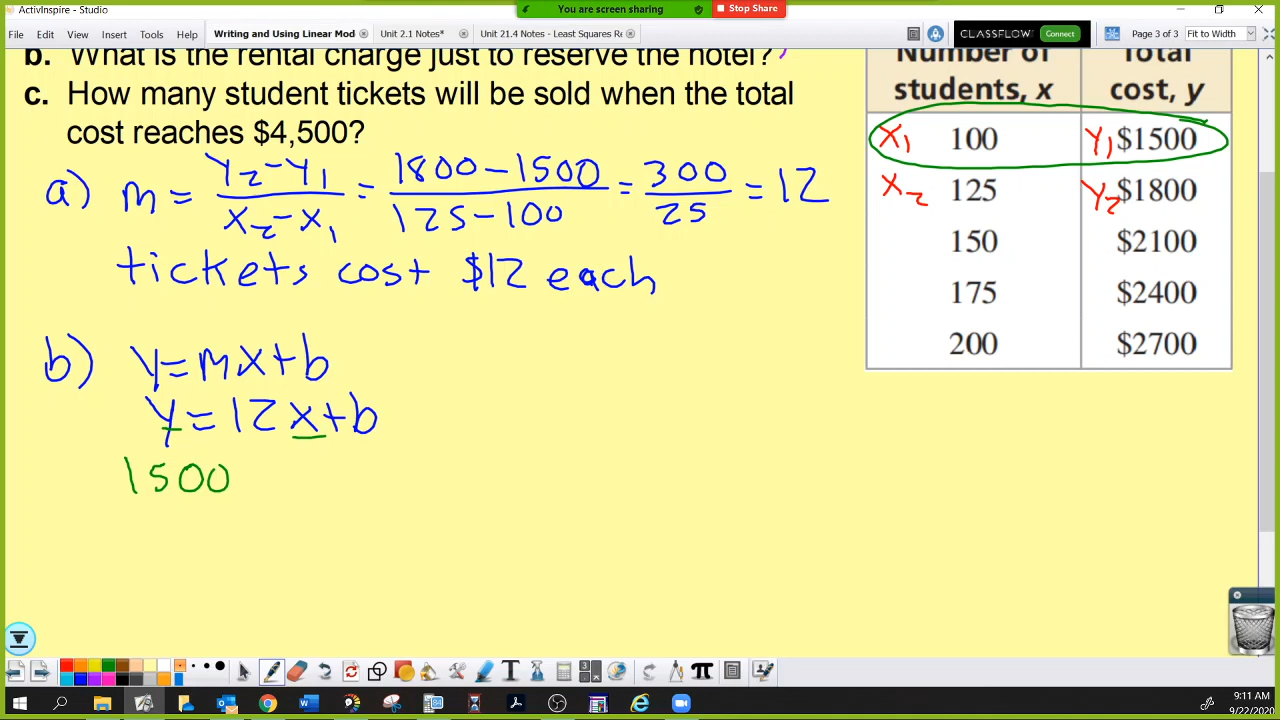 ActivInspire - Studio
You are screen sharing
Stop Share
File Edit View Insert Tools Help
Writing and Using Linear Mod
Unit 2.1 Notes*
Unit 21.4 Notes - Least Squares Re
CLASSFLOW Connect
Page 3 of 3
Fit to Width
b. What is the rental charge just to reserve the hotel?
c. How many student tickets will be sold when the total
cost reaches $4,500?
Number of students, x
Total cost, y
x₁ 100 y₁ $1500
x₂ 125 y₂ $1800
150 $2100
175 $2400
200 $2700
a) m = y₂-y₁ / x₂-x₁ = 1800-1500 / 125-100 = 300 / 25 = 12
tickets cost $12 each
b) y=mx+b
y=12x+b
1500
9:11 AM
9/22/2020